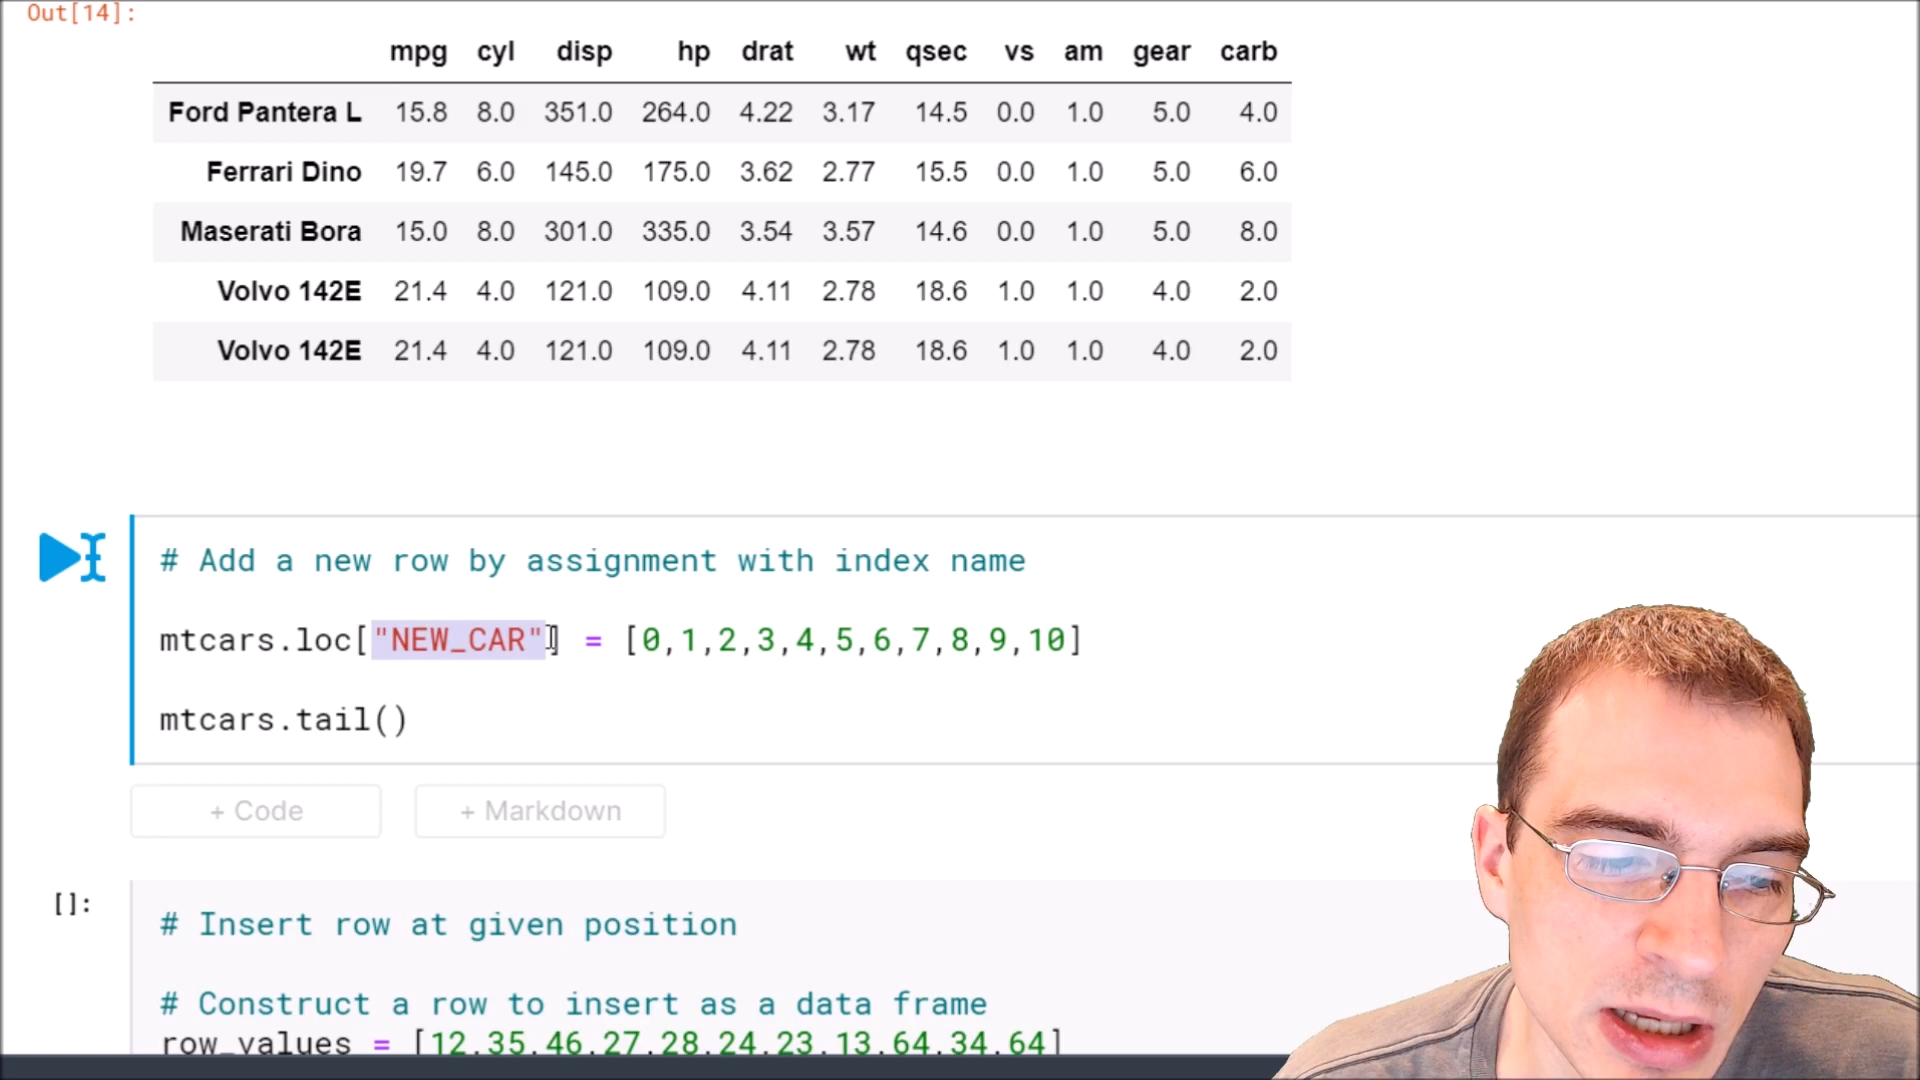 Out[14]:
mpg cyl disp hp drat wt qsec vs am gear carb
Ford Pantera L 15.8 8.0 351.0 264.0 4.22 3.17 14.5 0.0 1.0 5.0 4.0
Ferrari Dino 19.7 6.0 145.0 175.0 3.62 2.77 15.5 0.0 1.0 5.0 6.0
Maserati Bora 15.0 8.0 301.0 335.0 3.54 3.57 14.6 0.0 1.0 5.0 8.0
Volvo 142E 21.4 4.0 121.0 109.0 4.11 2.78 18.6 1.0 1.0 4.0 2.0
Volvo 142E 21.4 4.0 121.0 109.0 4.11 2.78 18.6 1.0 1.0 4.0 2.0
# Add a new row by assignment with index name
mtcars.loc["NEW_CAR"] = [0,1,2,3,4,5,6,7,8,9,10]
mtcars.tail()
+ Code + Markdown
[]:
# Insert row at given position
# Construct a row to insert as a data frame
row_values = [12,35,46,27,28,24,23,13,64,34,64]